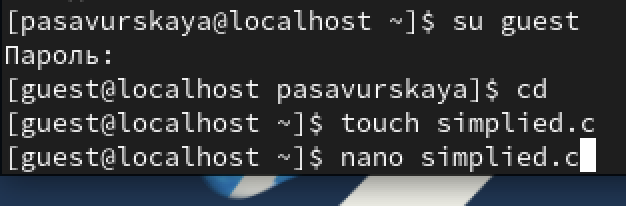 [pasavurskaya@localhost ~]$ su guest
Пароль:
[guest@localhost pasavurskaya]$ cd
[guest@localhost ~]$ touch simplied.c
[guest@localhost ~]$ nano simplied.c